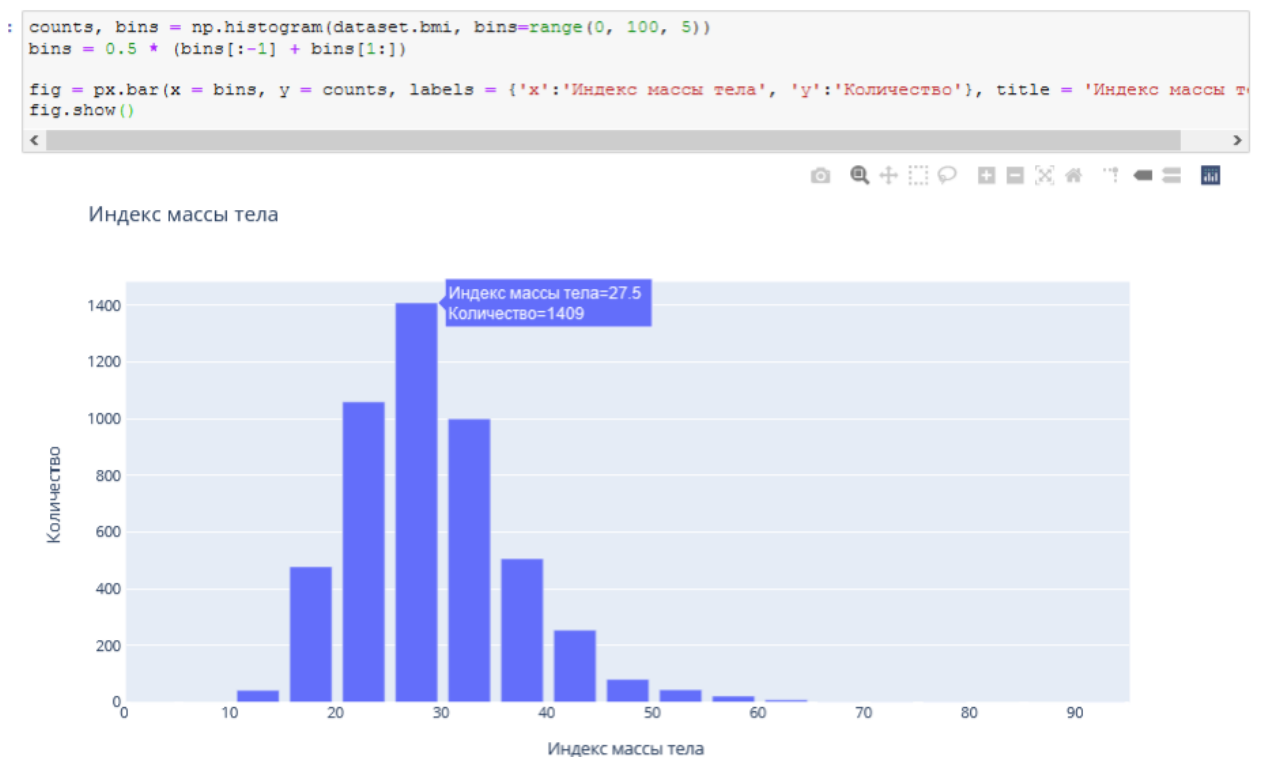 : counts, bins = np.histogram(dataset.bmi, bins=range(0, 100, 5))
bins = 0.5 * (bins[:-1] + bins[1:])
fig = px.bar(x = bins, y = counts, labels = {'x':'Индекс массы тела', 'y':'Количество'}, title = 'Индекс массы
fig.show()
Индекс массы тела
Индекс массы тела=27.5
Количество=1409
1400
1200
1000
800
600
400
200
0
Количество
0 10 20 30 40 50 60 70 80 90
Индекс массы тела